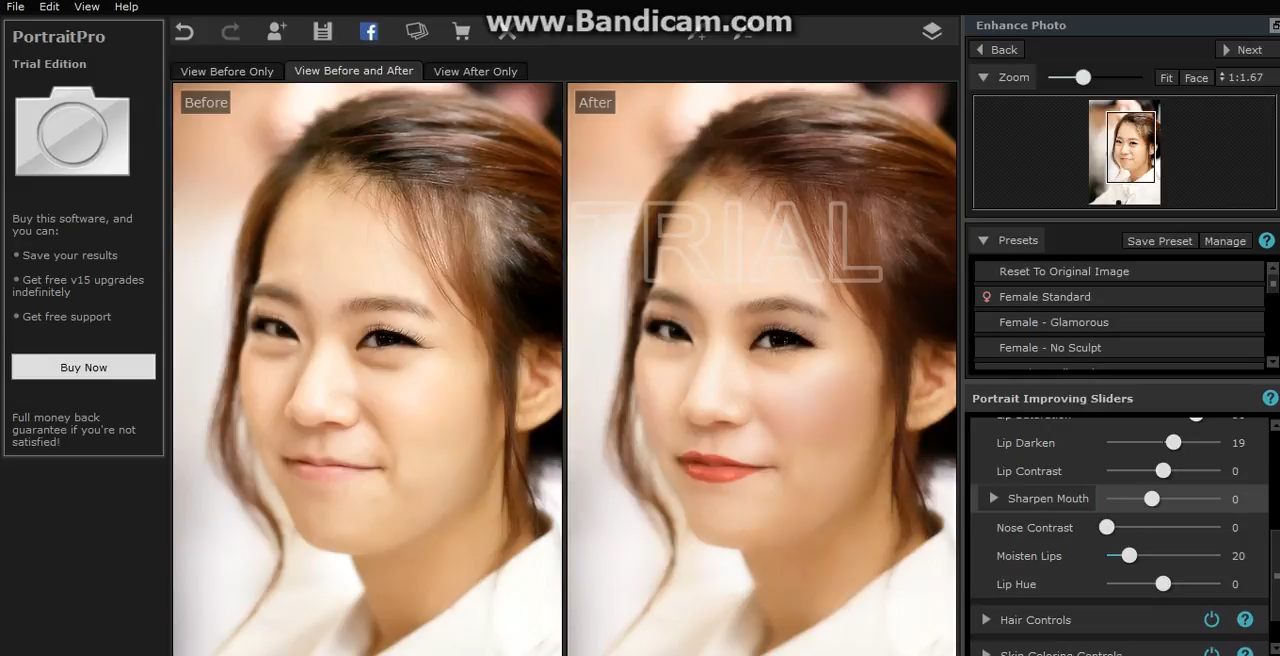 File Edit View Help
www.Bandicam.com
PortraitPro
Trial Edition
Buy this software, and
you can:
• Save your results
• Get free v15 upgrades
indefinitely
• Get free support
Buy Now
Full money back
guarantee if you're not
satisfied!
View Before Only
View Before and After
View After Only
Before
After
TRIAL
Enhance Photo
Back
Next
Zoom
Fit
Face
1:1.67
Presets
Save Preset
Manage
?
Reset To Original Image
Female Standard
Female - Glamorous
Female - No Sculpt
Portrait Improving Sliders
?
Lip Darken 19
Lip Contrast 0
Sharpen Mouth 0
Nose Contrast 0
Moisten Lips 20
Lip Hue 0
Hair Controls
?
Skin Coloring Controls